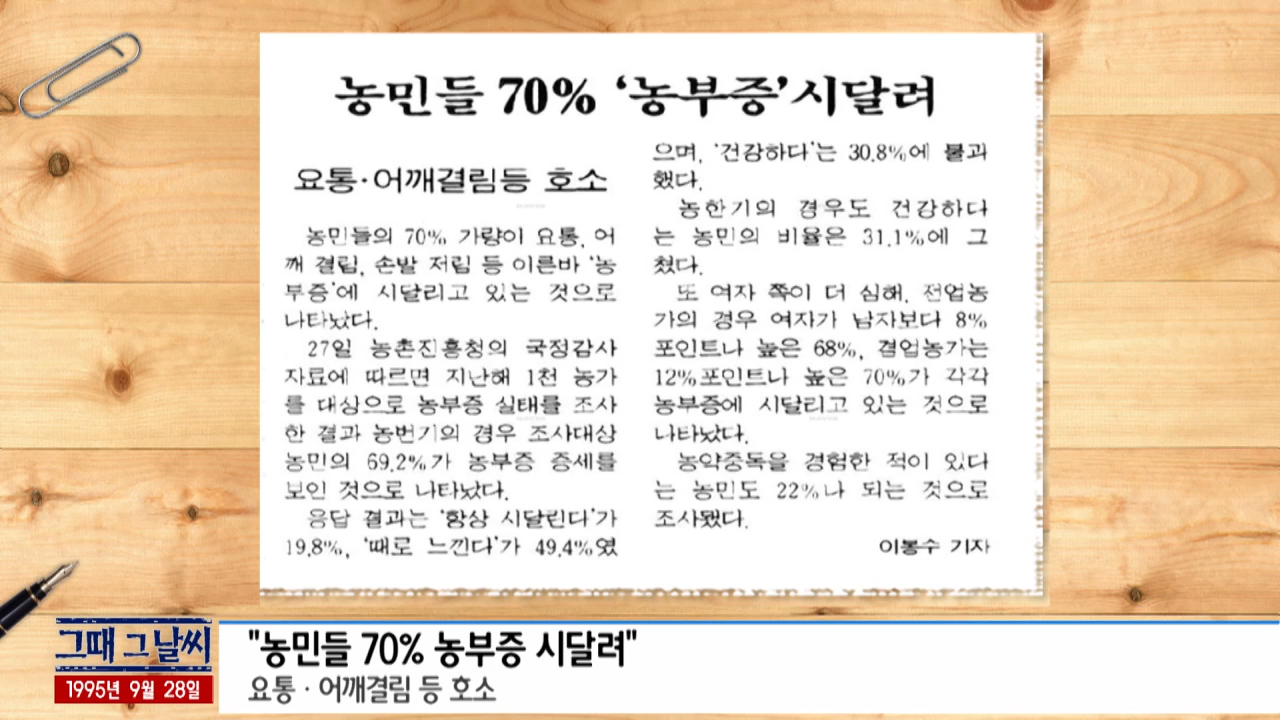 농민들 70% ‘농부증’시달려
요통·어깨결림등 호소
농민들의 70% 가량이 요통, 어
깨 결림, 손발 저림 등 이른바 ‘농
부증’에 시달리고 있는 것으로
나타났다.
27일 농촌진흥청의 국정감사
자료에 따르면 지난해 1천 농가
를 대상으로 농부증 실태를 조사
한 결과 농번기의 경우 조사대상
농민의 69.2%가 농부증 증세를
보인 것으로 나타났다.
응답 결과는 ‘항상 시달린다’가
19.8%, ‘때로 느낀다’가 49.4%였
으며, ‘건강하다’는 30.8%에 불과
했다.
농한기의 경우도 건강하다
는 농민의 비율은 31.1%에 그
쳤다.
또 여자 쪽이 더 심해, 전업농
가의 경우 여자가 남자보다 8%
포인트나 높은 68%, 겸업농가는
12%포인트나 높은 70%가 각각
농부증에 시달리고 있는 것으로
나타났다.
농약중독을 경험한 적이 있다
는 농민도 22%나 되는 것으로
조사됐다.
이봉수 기자
그때 그날씨
1995년 9월 28일
"농민들 70% 농부증 시달려"
요통 · 어깨결림 등 호소